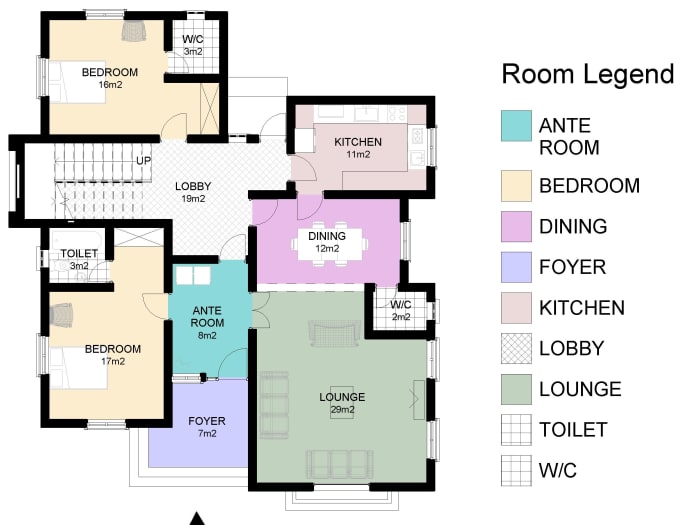 W/C
3m2
BEDROOM
16m2
UP
LOBBY
19m2
KITCHEN
11m2
TOILET
3m2
DINING
12m2
ANTE
ROOM
8m2
W/C
2m2
BEDROOM
17m2
FOYER
7m2
LOUNGE
29m2
Room Legend
ANTE
ROOM
BEDROOM
DINING
FOYER
KITCHEN
LOBBY
LOUNGE
TOILET
W/C